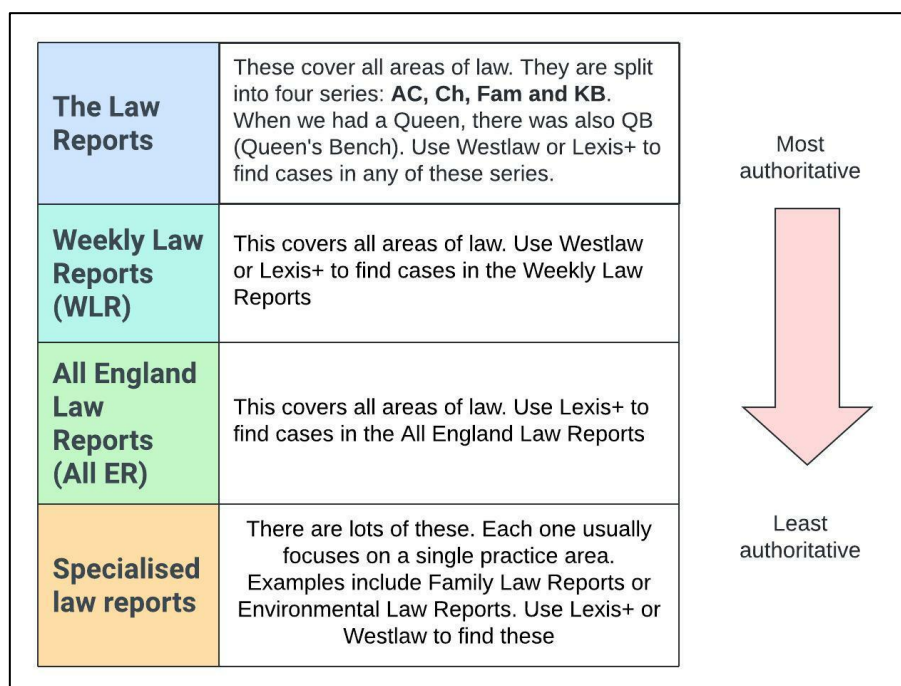 The Law
Reports
These cover all areas of law. They are split
into four series: AC, Ch, Fam and KB.
When we had a Queen, there was also QB
(Queen's Bench). Use Westlaw or Lexis+ to
find cases in any of these series.
Most
authoritative
Weekly Law
Reports
(WLR)
This covers all areas of law. Use Westlaw
or Lexis+ to find cases in the Weekly Law
Reports
All England
Law
Reports
(All ER)
This covers all areas of law. Use Lexis+ to
find cases in the All England Law Reports
Specialised
law reports
There are lots of these. Each one usually
focuses on a single practice area.
Examples include Family Law Reports or
Environmental Law Reports. Use Lexis+ or
Westlaw to find these
Least
authoritative